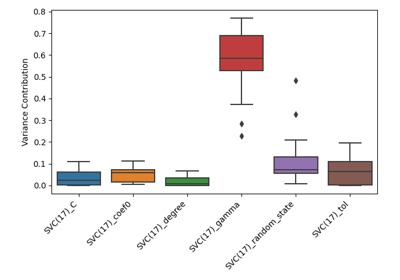 0.8
0.7
0.6
0.5
0.4
0.3
0.2
0.1
0.0
Variance Contribution
SVC(17)_C
SVC(17)_coef0
SVC(17)_degree
SVC(17)_gamma
SVC(17)_random_state
SVC(17)_tol